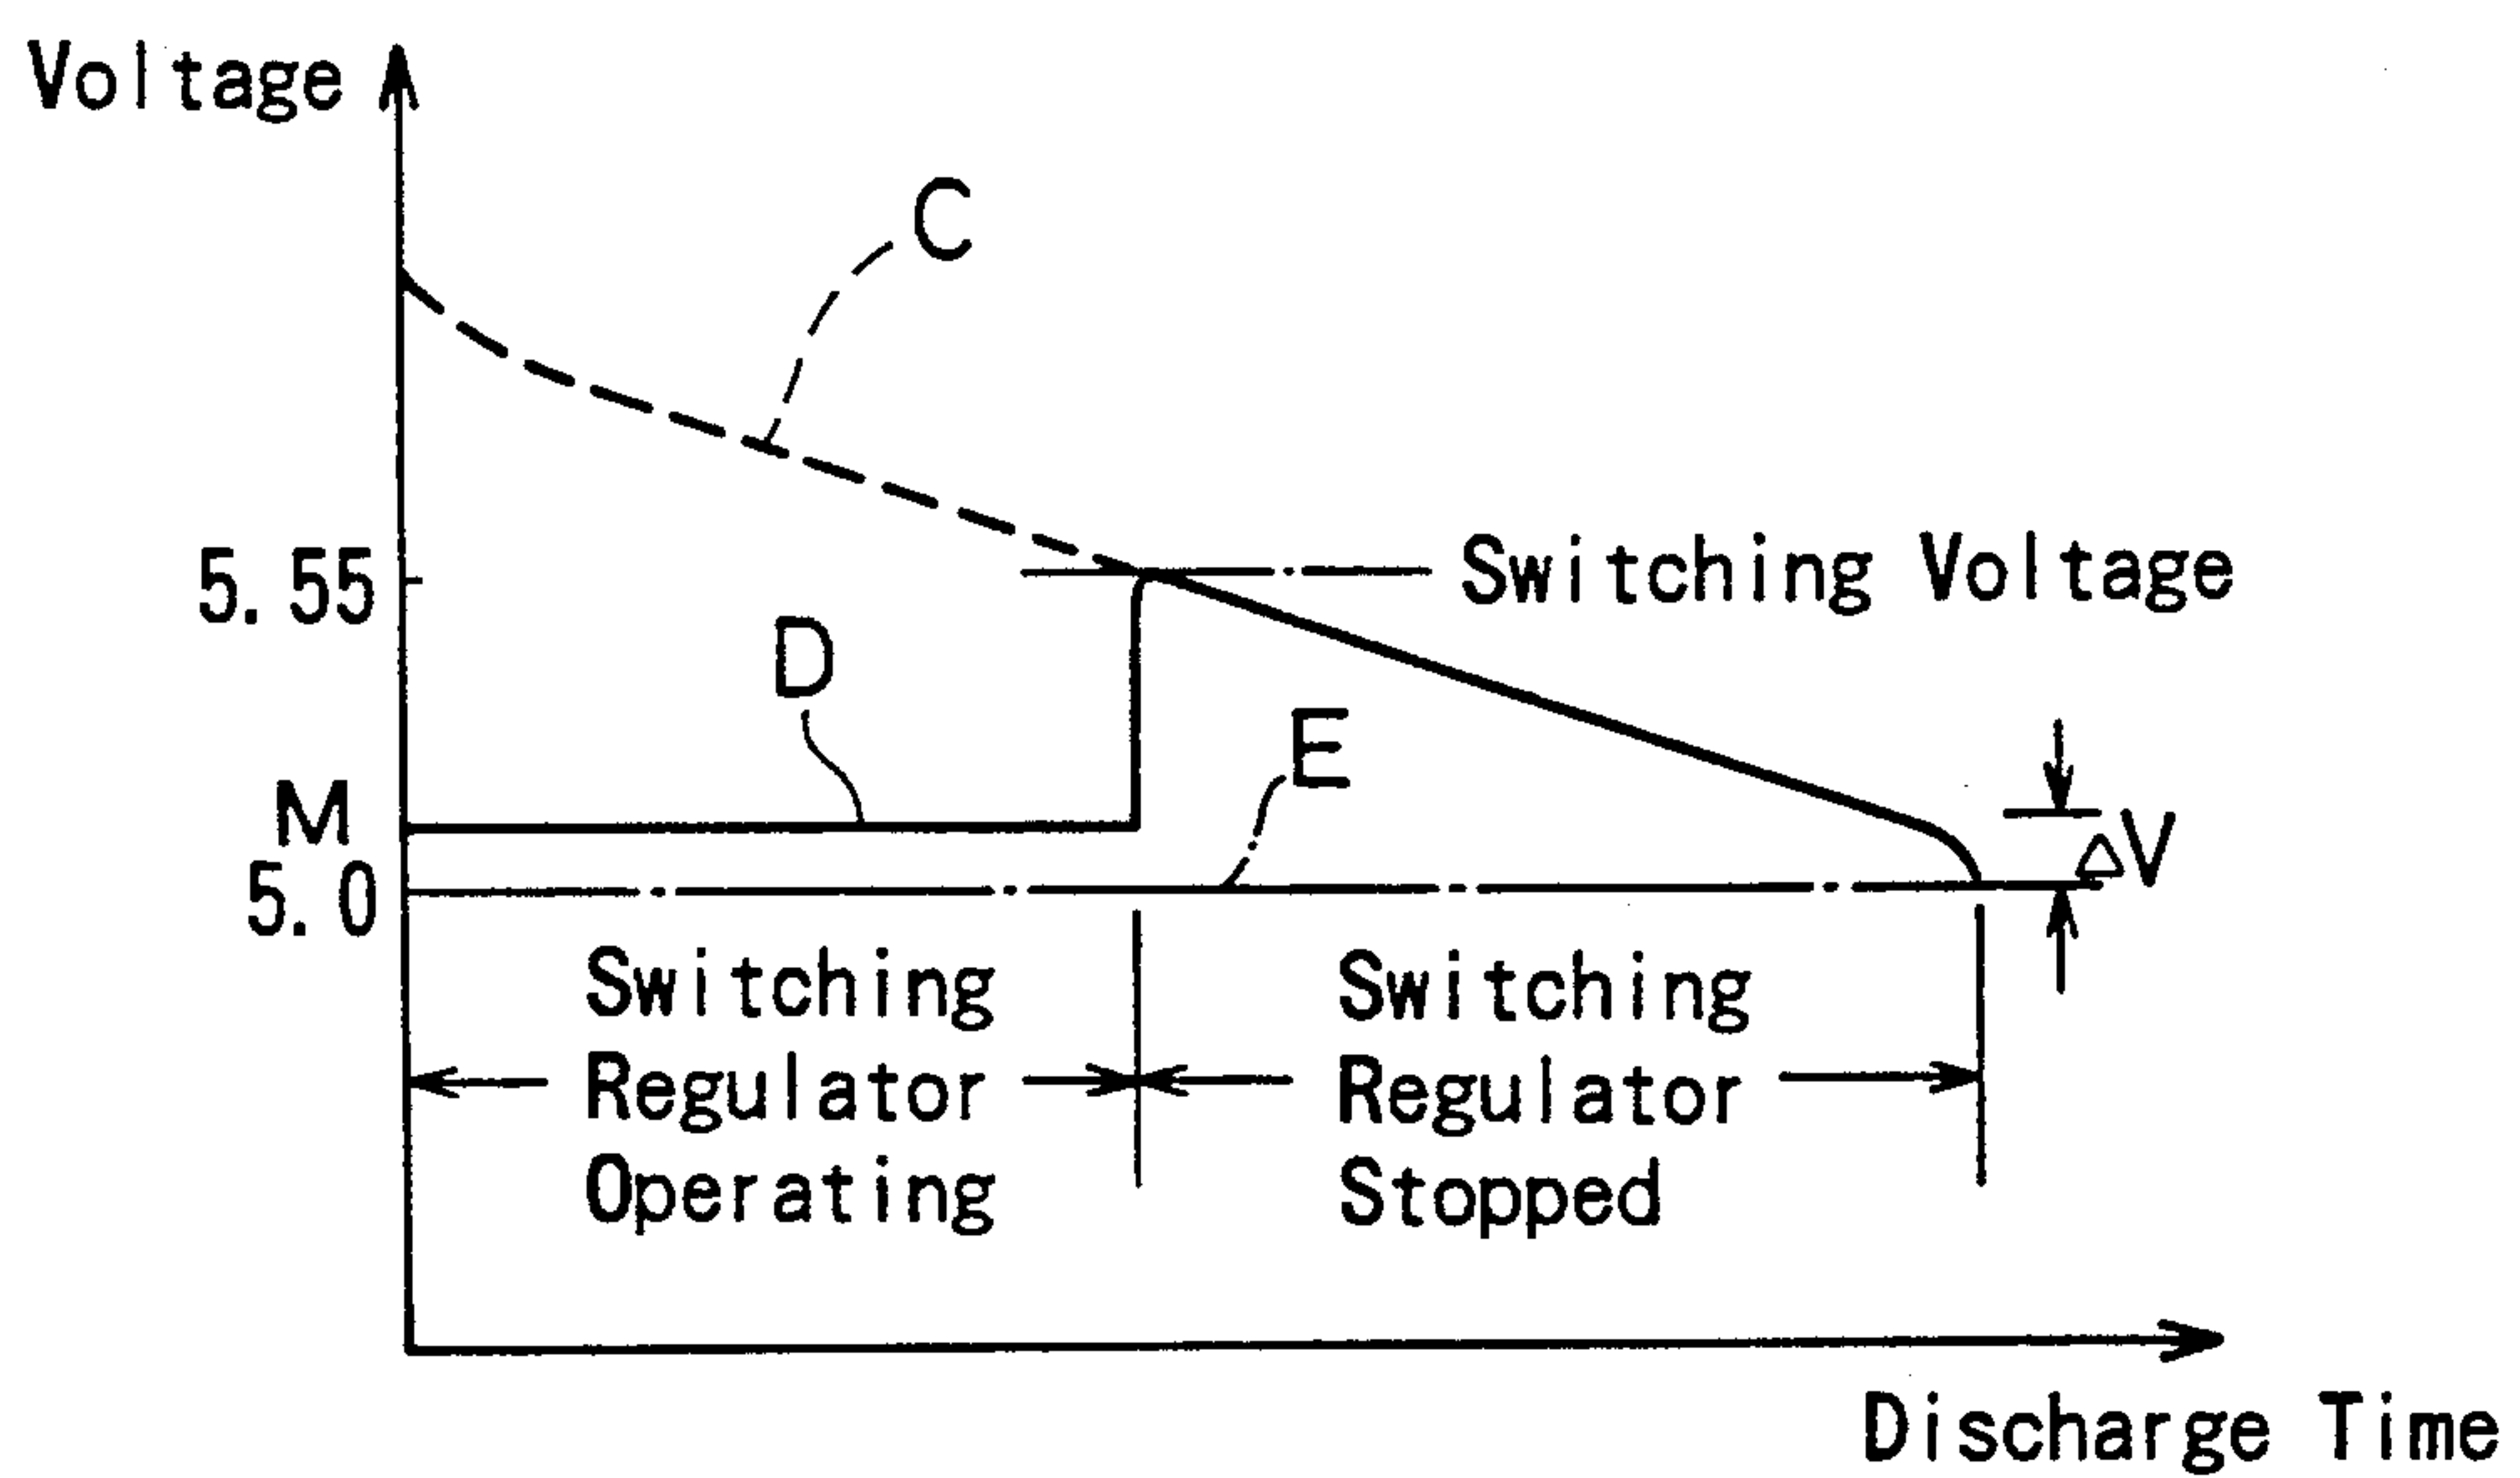 Voltage
C
5.55
Switching Voltage
D
E
M
ΔV
5.0
Switching
Regulator
Operating
Switching
Regulator
Stopped
Discharge Time